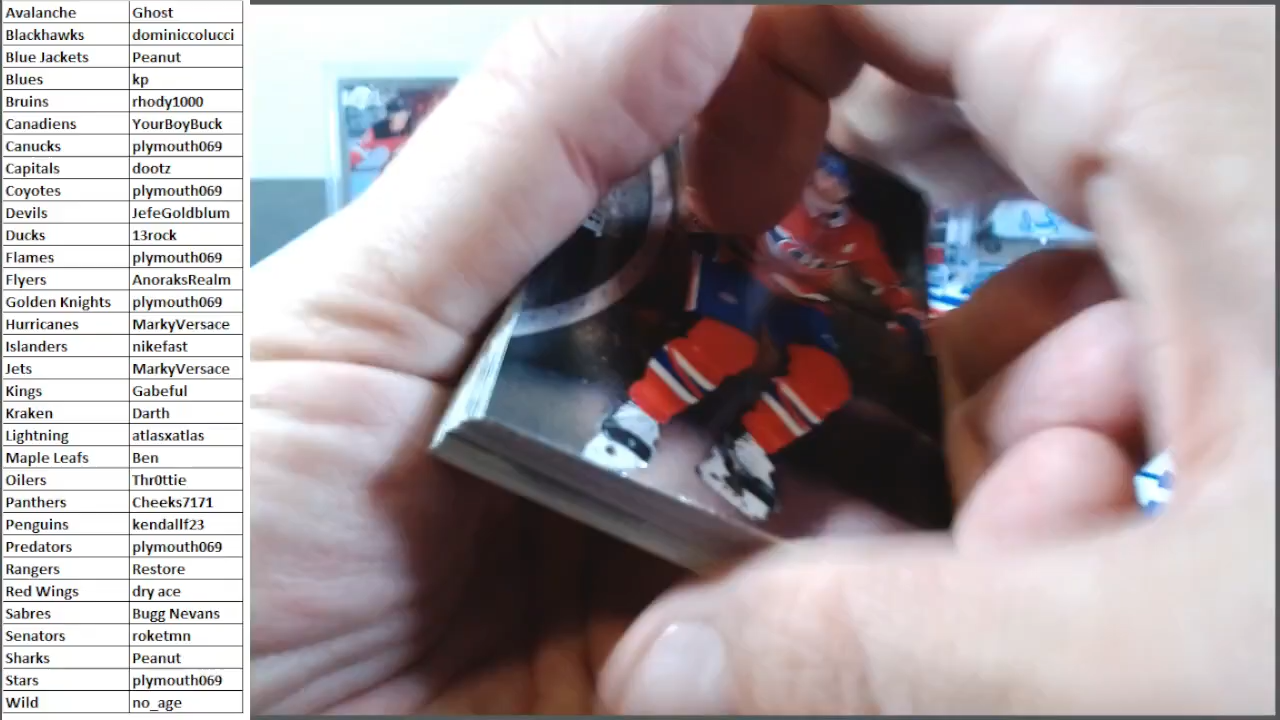 Avalanche Ghost
Blackhawks dominiccolucci
Blue Jackets Peanut
Blues kp
Bruins rhody1000
Canadiens YourBoyBuck
Canucks plymouth069
Capitals dootz
Coyotes plymouth069
Devils JefeGoldblum
Ducks 13rock
Flames plymouth069
Flyers AnoraksRealm
Golden Knights plymouth069
Hurricanes MarkyVersace
Islanders nikefast
Jets MarkyVersace
Kings Gabeful
Kraken Darth
Lightning atlasxatlas
Maple Leafs Ben
Oilers Thr0ttie
Panthers Cheeks7171
Penguins kendallf23
Predators plymouth069
Rangers Restore
Red Wings dry ace
Sabres Bugg Nevans
Senators roketmn
Sharks Peanut
Stars plymouth069
Wild no_age